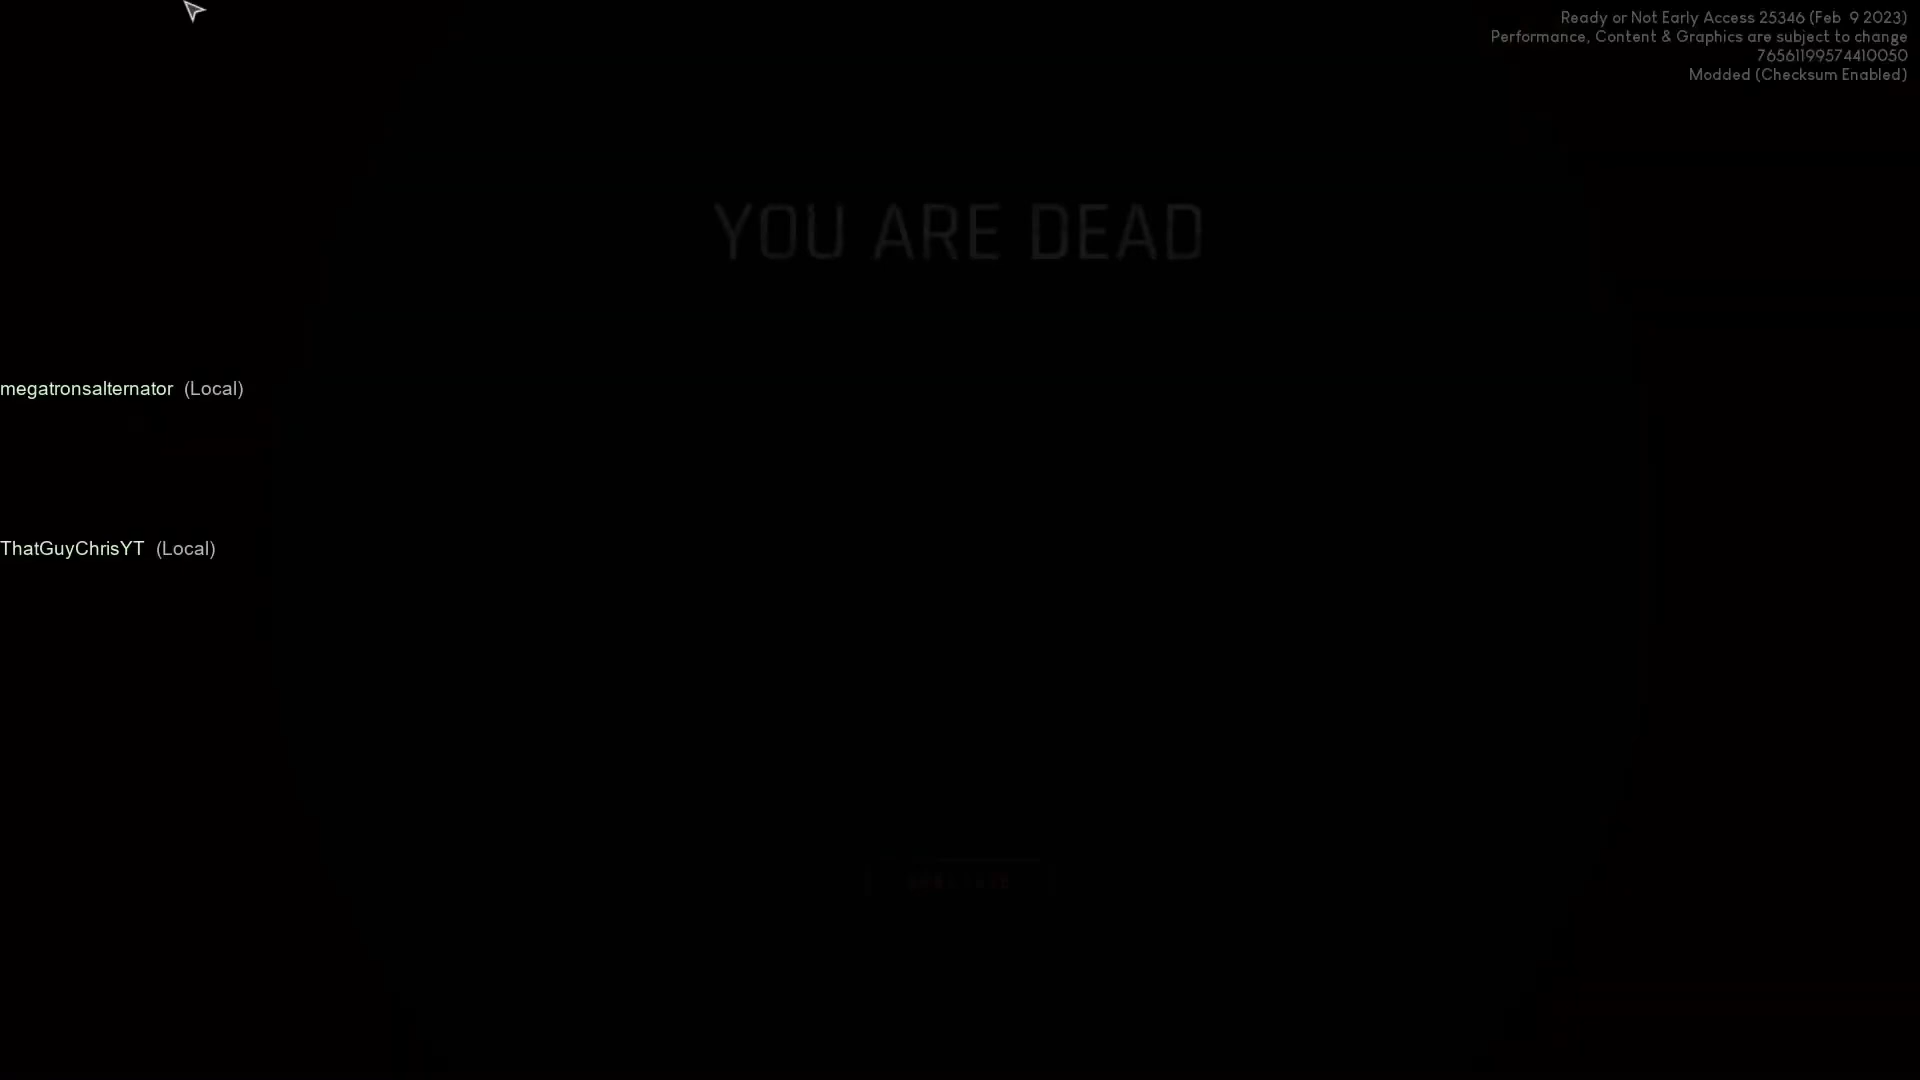 Ready or Not Early Access 25346 (Feb 9 2023)
Performance, Content & Graphics are subject to change
76561199574410050
Modded (Checksum Enabled)
YOU ARE DEAD
megatronsalternator (Local)
ThatGuyChrisYT (Local)